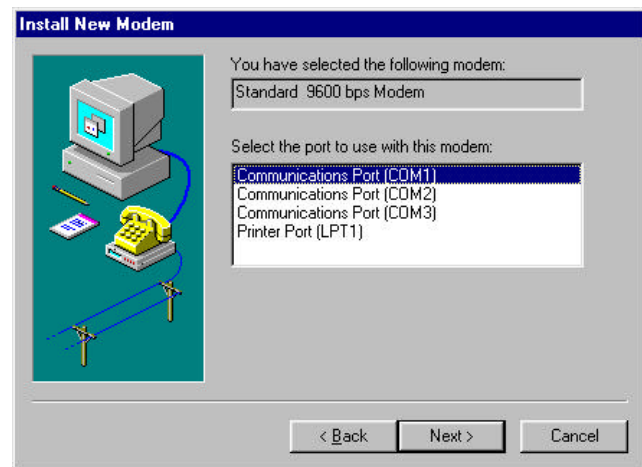 Install New Modem
You have selected the following modem:
Standard 9600 bps Modem
Select the port to use with this modem:
Communications Port (COM1)
Communications Port (COM2)
Communications Port (COM3)
Printer Port (LPT1)
< Back
Next >
Cancel